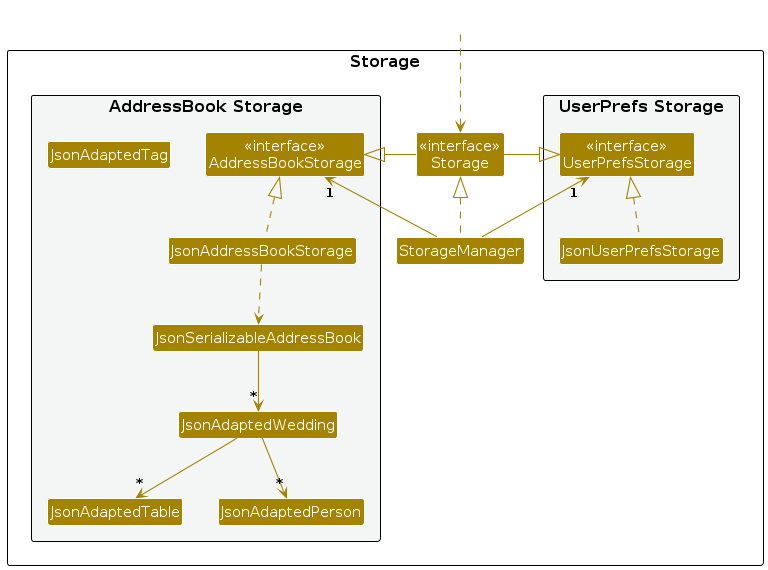 Storage
AddressBook Storage
UserPrefs Storage
JsonAdaptedTag
«interface»
AddressBookStorage
«interface»
Storage
«interface»
UserPrefsStorage
1
1
JsonAddressBookStorage
StorageManager
JsonUserPrefsStorage
JsonSerializableAddressBook
*
JsonAdaptedWedding
*
*
JsonAdaptedTable
JsonAdaptedPerson